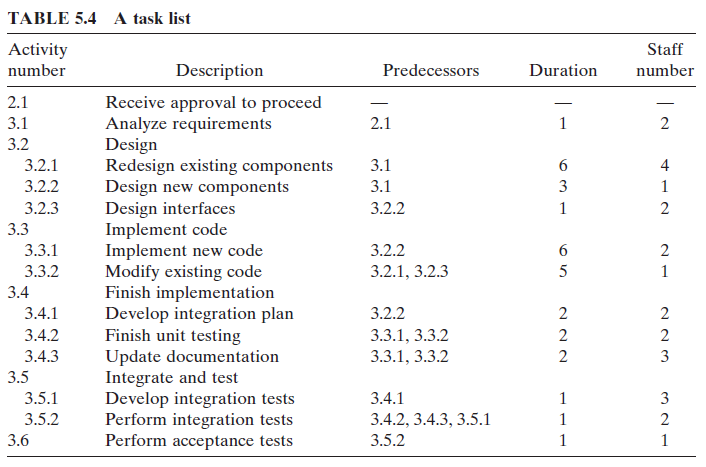 TABLE 5.4 A task list
Activity number Description Predecessors Duration Staff number
2.1 Receive approval to proceed — — —
3.1 Analyze requirements 2.1 1 2
3.2 Design
3.2.1 Redesign existing components 3.1 6 4
3.2.2 Design new components 3.1 3 1
3.2.3 Design interfaces 3.2.2 1 2
3.3 Implement code
3.3.1 Implement new code 3.2.2 6 2
3.3.2 Modify existing code 3.2.1, 3.2.3 5 1
3.4 Finish implementation
3.4.1 Develop integration plan 3.2.2 2 2
3.4.2 Finish unit testing 3.3.1, 3.3.2 2 2
3.4.3 Update documentation 3.3.1, 3.3.2 2 3
3.5 Integrate and test
3.5.1 Develop integration tests 3.4.1 1 3
3.5.2 Perform integration tests 3.4.2, 3.4.3, 3.5.1 1 2
3.6 Perform acceptance tests 3.5.2 1 1